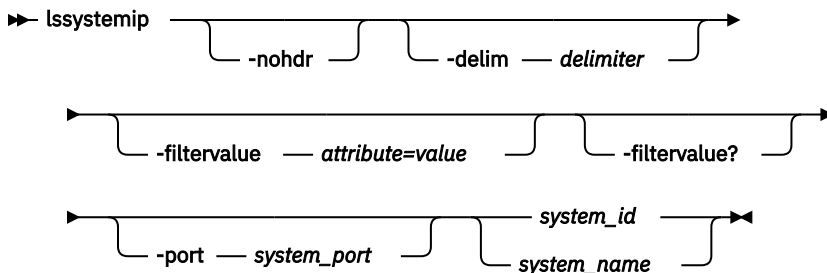 lssystemip
-nohdr -delim delimiter
-filtervalue attribute=value -filtervalue?
system_id
-port system_port
system_name